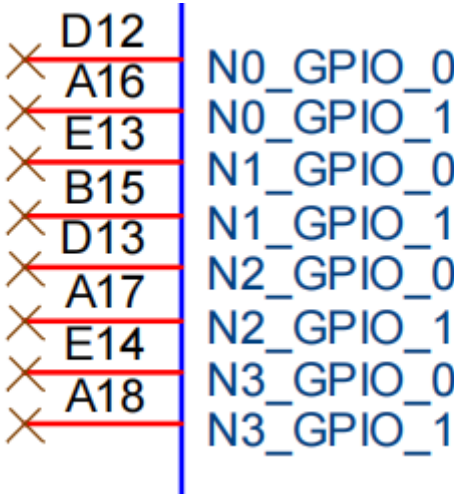 D12 N0_GPIO_0
A16 N0_GPIO_1
E13 N1_GPIO_0
B15 N1_GPIO_1
D13 N2_GPIO_0
A17 N2_GPIO_1
E14 N3_GPIO_0
A18 N3_GPIO_1